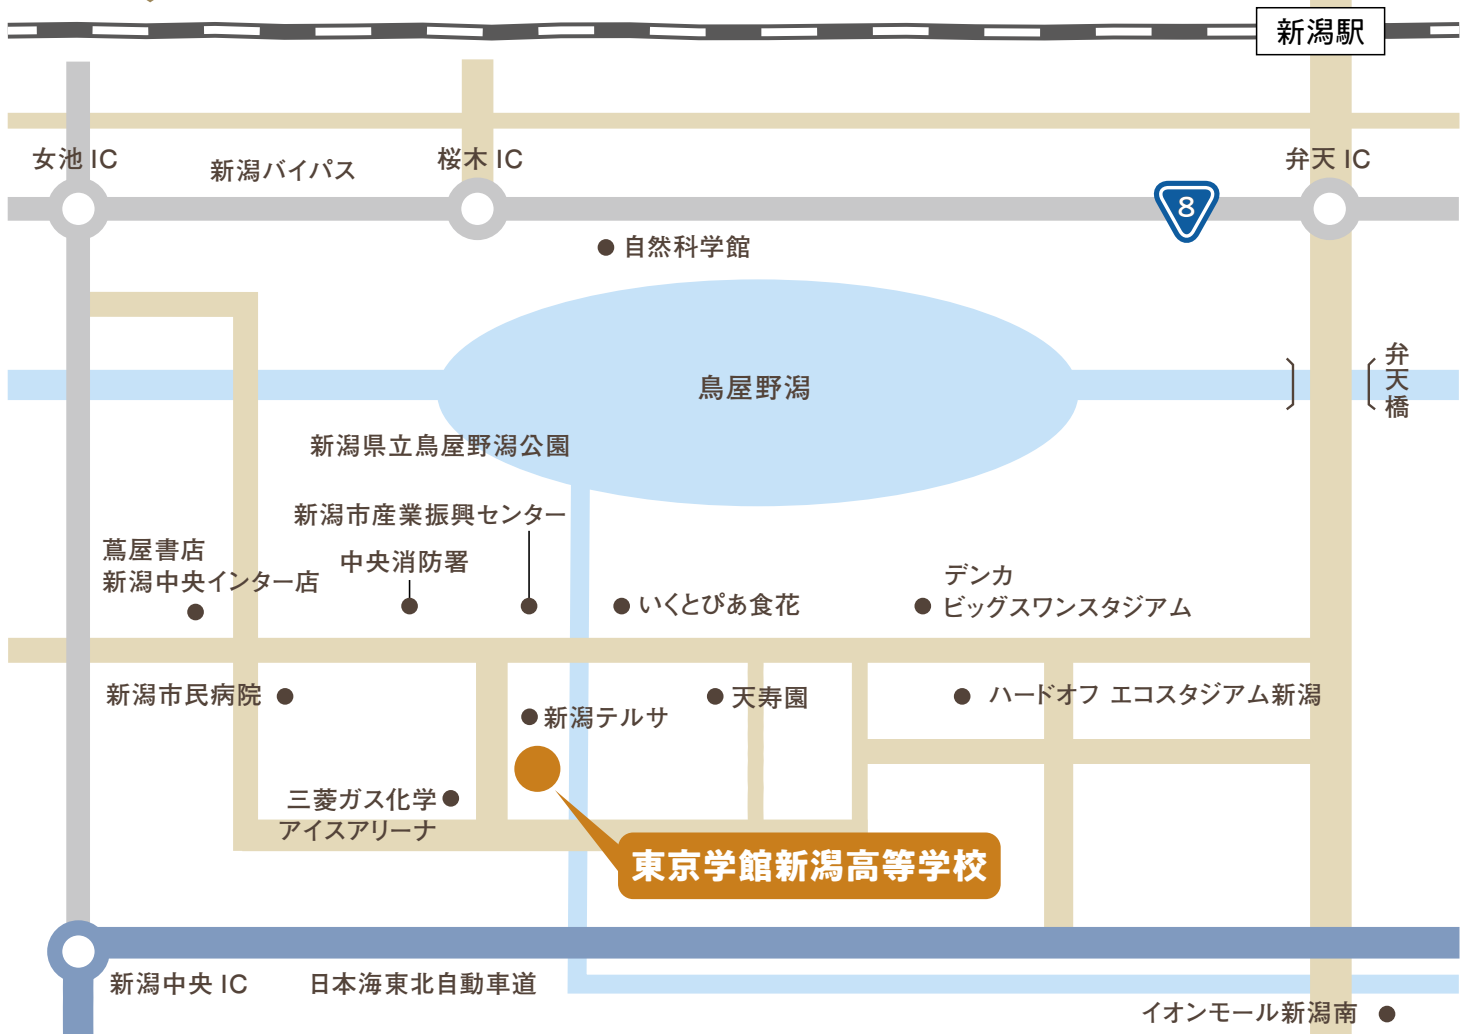 新潟駅
女池 IC
新潟バイパス
桜木 IC
弁天 IC
8
自然科学館
鳥屋野潟
弁天橋
新潟県立鳥屋野潟公園
新潟市産業振興センター
蔦屋書店
新潟中央インター店
中央消防署
いくとぴあ食花
デンカ
ビッグスワンスタジアム
新潟市民病院
新潟テルサ
天寿園
ハードオフ エコスタジアム新潟
三菱ガス化学
アイスアリーナ
東京学館新潟高等学校
新潟中央 IC
日本海東北自動車道
イオンモール新潟南